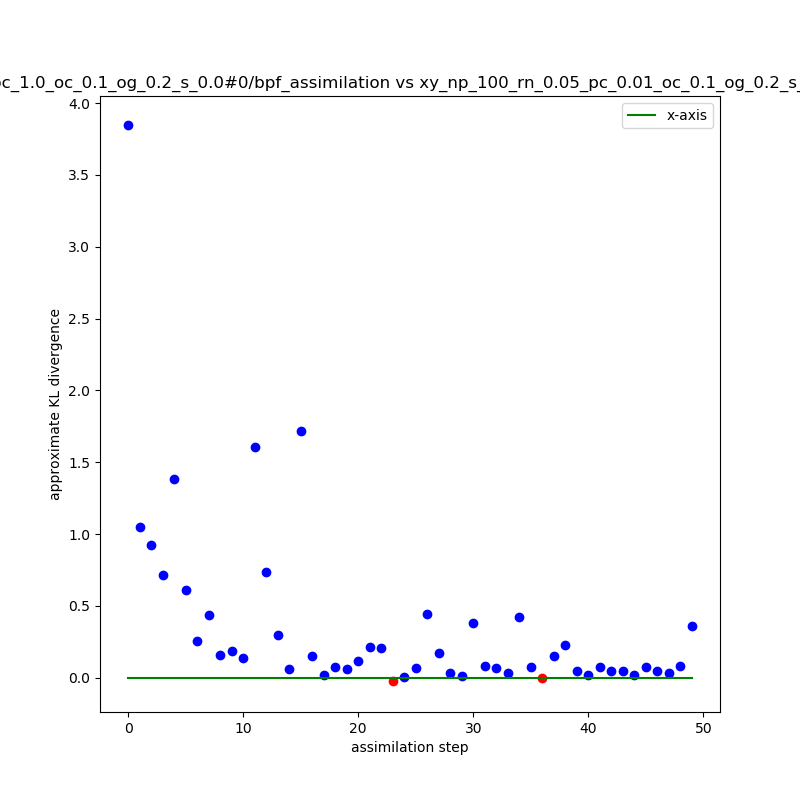 oc_1.0_oc_0.1_og_0.2_s_0.0#0/bpf_assimilation vs xy_np_100_rn_0.05_pc_0.01_oc_0.1_og_0.2_s_
x-axis
4.0
3.5
3.0
2.5
2.0
1.5
1.0
0.5
0.0
approximate KL divergence
0 10 20 30 40 50
assimilation step